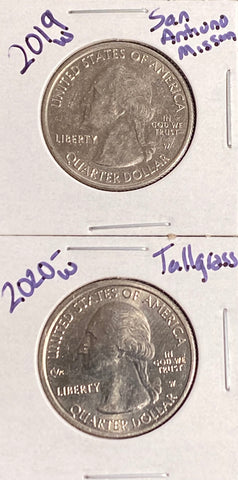 2019
W
San
Antonio
Mission
UNITED STATES OF AMERICA
LIBERTY
IN
GOD WE
TRUST
W
QUARTER DOLLAR
2020-W
Tallgrass
UNITED STATES OF AMERICA
LIBERTY
IN
GOD WE
TRUST
W
QUARTER DOLLAR